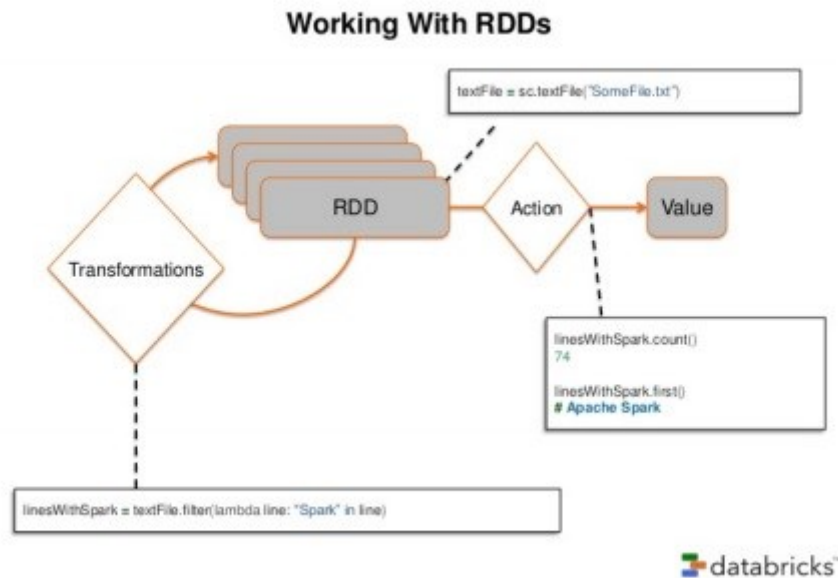 Working With RDDs
textFile = sc.textFile("SomeFile.txt")
RDD
Action
Value
Transformations
linesWithSpark.count()
74
linesWithSpark.first()
# Apache Spark
linesWithSpark = textFile.filter(lambda line: "Spark" in line)
databricks